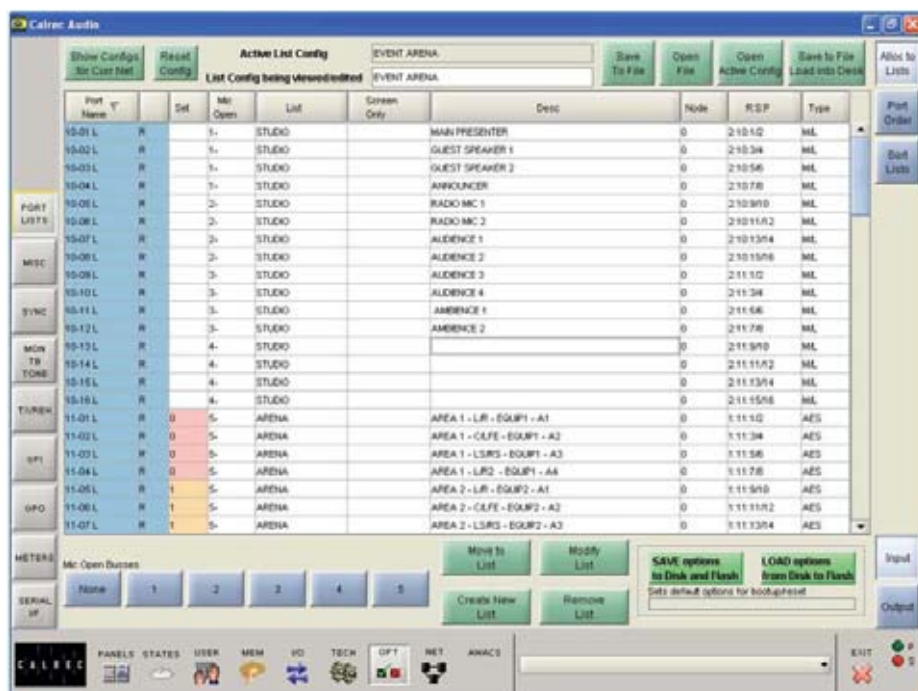 Calrec Audio
Show Configs for Curr Net
Reset Config
Active List Config
EVENT ARENA
List Config being viewed/edited
EVENT ARENA
Save To File
Open File
Open Active Config
Save to File Load into Desk
Allos to Lists
Port Order
Port Lists
Port Name Set Mic Open List Screen Only Desc Node R:S:P Type
10-01 L R 1- STUDIO MAIN PRESENTER 0 2:10:1/2 M/L
10-02 L R 1- STUDIO GUEST SPEAKER 1 0 2:10:3/4 M/L
10-03 L R 1- STUDIO GUEST SPEAKER 2 0 2:10:5/6 M/L
10-04 L R 1- STUDIO ANNOUNCER 0 2:10:7/8 M/L
10-05 L R 2- STUDIO RADIO MIC 1 0 2:10:9/10 M/L
10-06 L R 2- STUDIO RADIO MIC 2 0 2:10:11/12 M/L
10-07 L R 2- STUDIO AUDIENCE 1 0 2:10:13/14 M/L
10-08 L R 2- STUDIO AUDIENCE 2 0 2:10:15/16 M/L
10-09 L R 3- STUDIO AUDIENCE 3 0 2:11:1/2 M/L
10-10 L R 3- STUDIO AUDIENCE 4 0 2:11:3/4 M/L
10-11 L R 3- STUDIO AMBIENCE 1 0 2:11:5/6 M/L
10-12 L R 3- STUDIO AMBIENCE 2 0 2:11:7/8 M/L
10-13 L R 4- STUDIO 0 2:11:9/10 M/L
10-14 L R 4- STUDIO 0 2:11:11/12 M/L
10-15 L R 4- STUDIO 0 2:11:13/14 M/L
10-16 L R 4- STUDIO 0 2:11:15/16 M/L
11-01 L R 0 5- ARENA AREA 1 - L/R - EQUIP1 - A1 0 1:11:1/2 AES
11-02 L R 0 5- ARENA AREA 1 - C/LFE - EQUIP1 - A2 0 1:11:3/4 AES
11-03 L R 0 5- ARENA AREA 1 - LS/RS - EQUIP1 - A3 0 1:11:5/6 AES
11-04 L R 0 5- ARENA AREA 1 - L/R2 - EQUIP1 - A4 0 1:11:7/8 AES
11-05 L R 1 5- ARENA AREA 2 - L/R - EQUIP2 - A1 0 1:11:9/10 AES
11-06 L R 1 5- ARENA AREA 2 - C/LFE - EQUIP2 - A2 0 1:11:11/12 AES
11-07 L R 1 5- ARENA AREA 2 - LS/RS - EQUIP2 - A3 0 1:11:13/14 AES
PORT LISTS
MISC
SYNC
MON TB TONE
TX/REH
GPI
GPO
METERS
SERIAL I/F
Mic Open Busses
None 1 2 3 4 5
Move to List
Modify List
Create New List
Remove List
SAVE options to Disk and Flash
LOAD options from Disk to Flash
Sets default options for bootup/reset
Input
Output
CALREC
PANELS STATES USER MEM I/O TECH OPT NET AWACS
EXIT
P
S